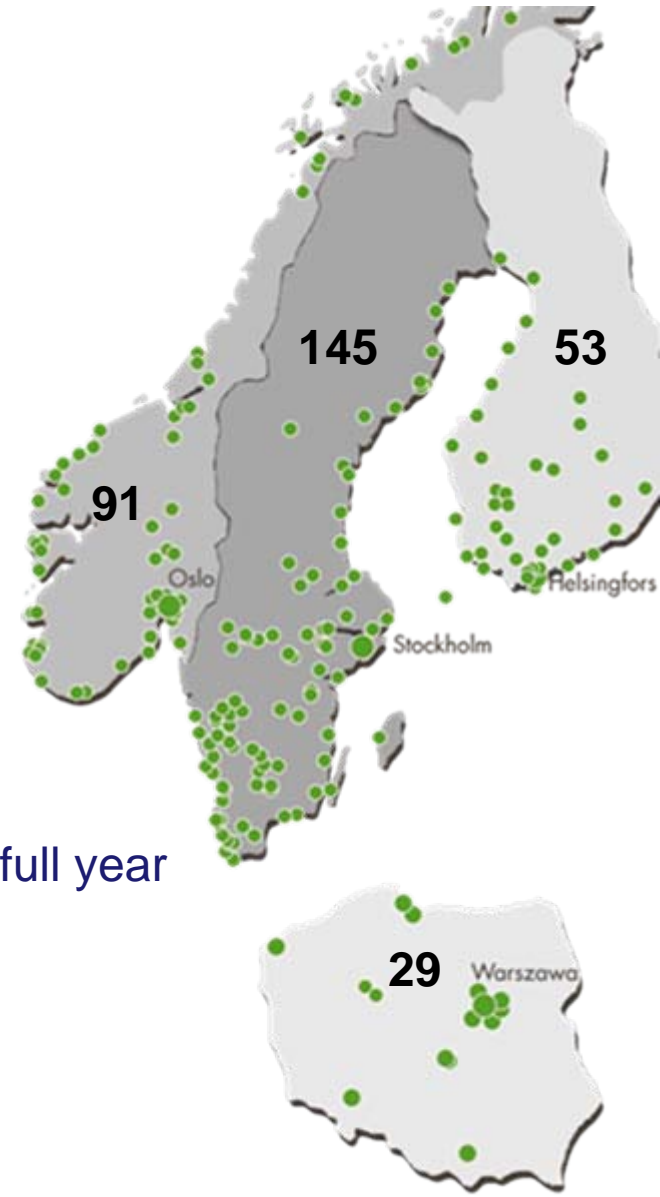 145
53
91
Oslo
Helsingfors
Stockholm
full year
29
Warszawa